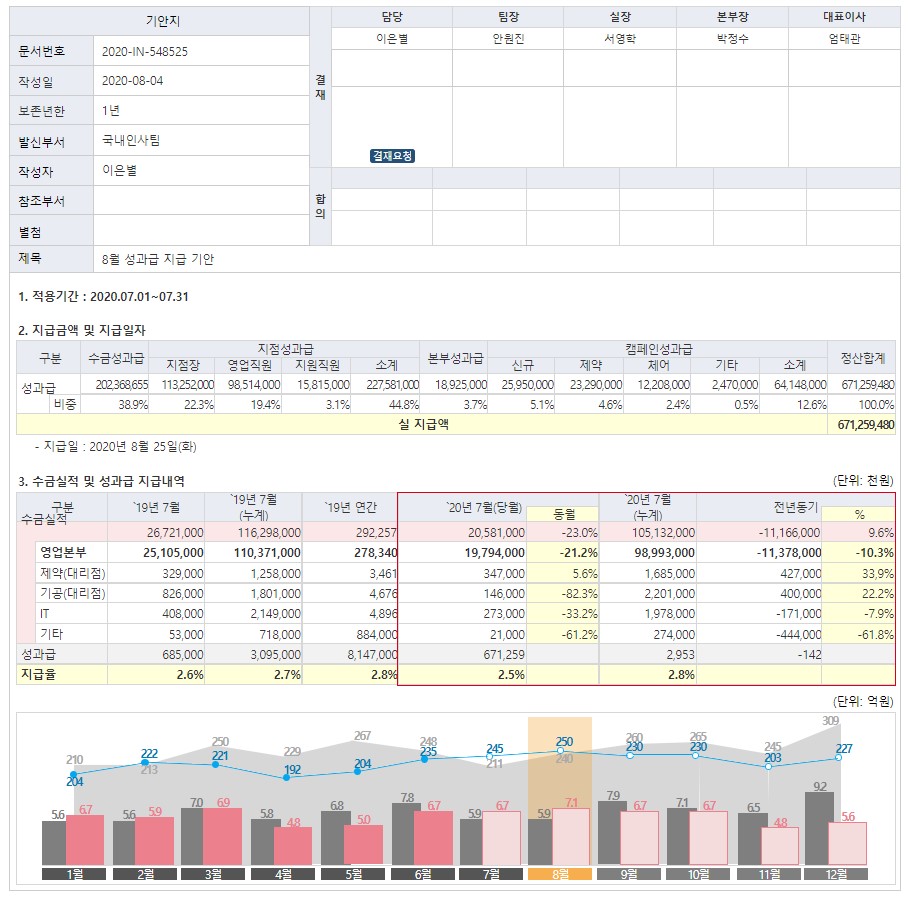 기안지
문서번호 2020-IN-548525
작성일 2020-08-04
보존년한 1년
발신부서 국내인사팀
작성자 이은별
참조부서
별첨
제목 8월 성과급 지급 기안
결재
담당 팀장 실장 본부장 대표이사
이은별 안원진 서영학 박정수 엄태관
결재요청
합의
1. 적용기간 : 2020.07.01~07.31
2. 지급금액 및 지급일자
구분 수금성과급 지점성과급 본부성과급 캠페인성과급 정산합계
지점장 영업직원 지원직원 소계 신규 제약 체어 기타 소계
성과급 202,368,655 113,252,000 98,514,000 15,815,000 227,581,000 18,925,000 25,950,000 23,290,000 12,208,000 2,470,000 64,148,000 671,259,480
비중 38.9% 22.3% 19.4% 3.1% 44.8% 3.7% 5.1% 4.6% 2.4% 0.5% 12.6% 100.0%
실 지급액 671,259,480
- 지급일 : 2020년 8월 25일(화)
3. 수금실적 및 성과급 지급내역 (단위: 천원)
구분 `19년 7월 `19년 7월 (누계) `19년 연간 `20년 7월(당월) 동월 `20년 7월 (누계) 전년동기 %
수금실적 26,721,000 116,298,000 292,257 20,581,000 -23.0% 105,132,000 -11,166,000 9.6%
영업본부 25,105,000 110,371,000 278,340 19,794,000 -21.2% 98,993,000 -11,378,000 -10.3%
제약(대리점) 329,000 1,258,000 3,461 347,000 5.6% 1,685,000 427,000 33,9%
기공(대리점) 826,000 1,801,000 4,676 146,000 -82.3% 2,201,000 400,000 22.2%
IT 408,000 2,149,000 4,896 273,000 -33.2% 1,978,000 -171,000 -7.9%
기타 53,000 718,000 884,000 21,000 -61.2% 274,000 -444,000 -61.8%
성과급 685,000 3,095,000 8,147,000 671,259 2,953 -142
지급율 2.6% 2.7% 2.8% 2.5% 2.8%
(단위: 억원)
210 222 250 229 267 248 245 250 260 265 245 309
204 213 221 192 204 235 211 240 230 230 203 227
5.6 6.7 5.6 5.9 7.0 6.9 5.8 4.8 6.8 5.0 7.8 6.7 5.9 6.7 5.9 7.1 7.9 6.7 7.1 6.7 6.5 4.8 9.2 5.6
1월 2월 3월 4월 5월 6월 7월 8월 9월 10월 11월 12월